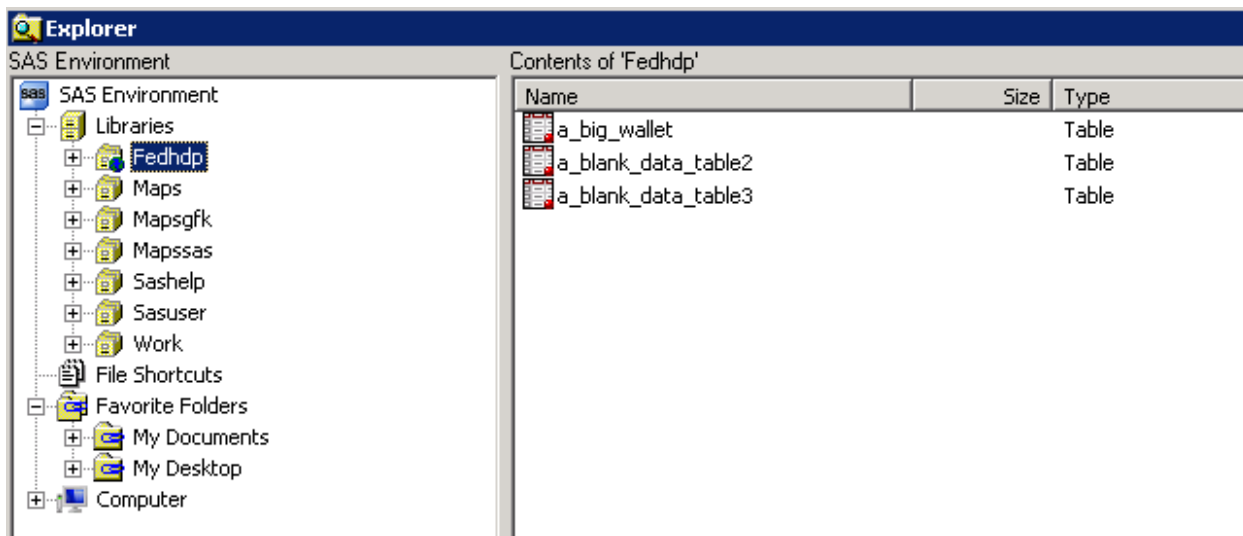 Explorer
SAS Environment
Contents of 'Fedhdp'
sas SAS Environment
Libraries
Fedhdp
Maps
Mapsgfk
Mapssas
Sashelp
Sasuser
Work
File Shortcuts
Favorite Folders
My Documents
My Desktop
Computer
Name Size Type
a_big_wallet Table
a_blank_data_table2 Table
a_blank_data_table3 Table